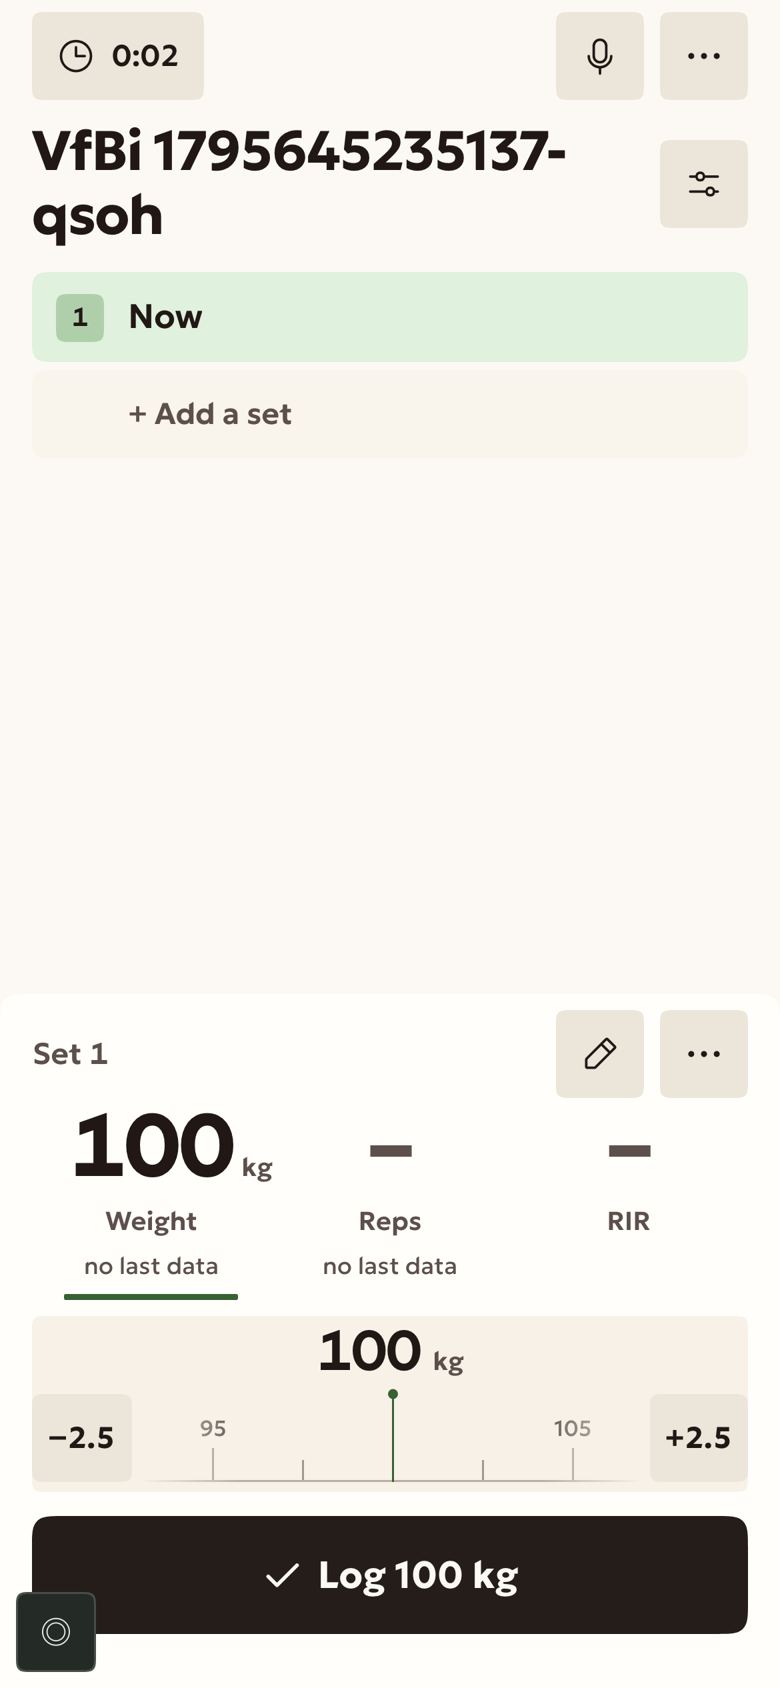 0:02
VfBi 1795645235137-
qsoh
1 Now
+ Add a set
Set 1
100 kg – –
Weight Reps RIR
no last data no last data
100 kg
−2.5 95 105 +2.5
Log 100 kg